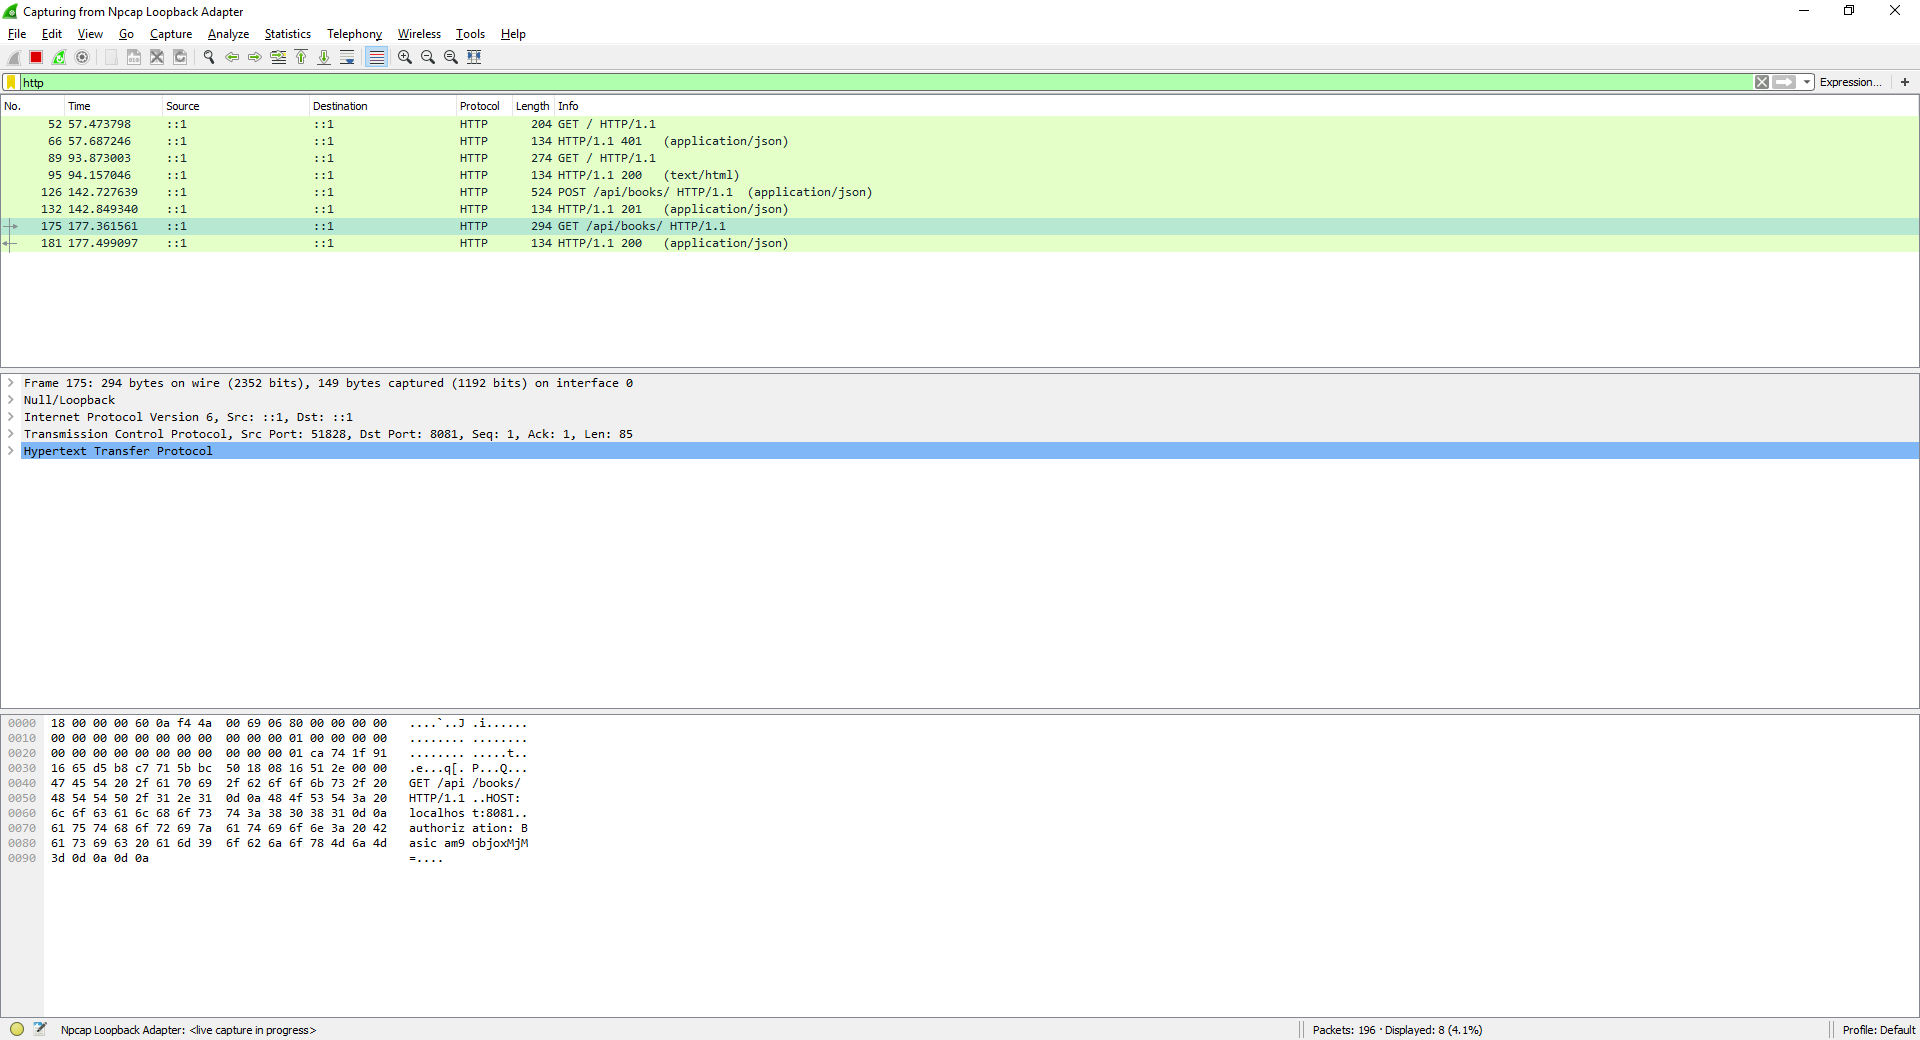 Capturing from Npcap Loopback Adapter
File Edit View Go Capture Analyze Statistics Telephony Wireless Tools Help
http Expression... +
No. Time Source Destination Protocol Length Info
52 57.473798 ::1 ::1 HTTP 204 GET / HTTP/1.1
66 57.687246 ::1 ::1 HTTP 134 HTTP/1.1 401 (application/json)
89 93.873003 ::1 ::1 HTTP 274 GET / HTTP/1.1
95 94.157046 ::1 ::1 HTTP 134 HTTP/1.1 200 (text/html)
126 142.727639 ::1 ::1 HTTP 524 POST /api/books/ HTTP/1.1 (application/json)
132 142.849340 ::1 ::1 HTTP 134 HTTP/1.1 201 (application/json)
175 177.361561 ::1 ::1 HTTP 294 GET /api/books/ HTTP/1.1
181 177.499097 ::1 ::1 HTTP 134 HTTP/1.1 200 (application/json)
Frame 175: 294 bytes on wire (2352 bits), 149 bytes captured (1192 bits) on interface 0
Null/Loopback
Internet Protocol Version 6, Src: ::1, Dst: ::1
Transmission Control Protocol, Src Port: 51828, Dst Port: 8081, Seq: 1, Ack: 1, Len: 85
Hypertext Transfer Protocol
0000 18 00 00 00 60 0a f4 4a 00 69 06 80 00 00 00 00 ....`..J .i......
0010 00 00 00 00 00 00 00 00 00 00 00 01 00 00 00 00 ........ ........
0020 00 00 00 00 00 00 00 00 00 00 00 01 ca 74 1f 91 ........ .....t..
0030 16 65 d5 b8 c7 71 5b bc 50 18 08 16 51 2e 00 00 .e...q[. P...Q...
0040 47 45 54 20 2f 61 70 69 2f 62 6f 6f 6b 73 2f 20 GET /api /books/
0050 48 54 54 50 2f 31 2e 31 0d 0a 48 4f 53 54 3a 20 HTTP/1.1 ..HOST:
0060 6c 6f 63 61 6c 68 6f 73 74 3a 38 30 38 31 0d 0a localhos t:8081..
0070 61 75 74 68 6f 72 69 7a 61 74 69 6f 6e 3a 20 42 authoriz ation: B
0080 61 73 69 63 20 61 6d 39 6f 62 6a 6f 78 4d 6a 4d asic am9 objoxMjM
0090 3d 0d 0a 0d 0a =....
Npcap Loopback Adapter: <live capture in progress> Packets: 196 · Displayed: 8 (4.1%) Profile: Default